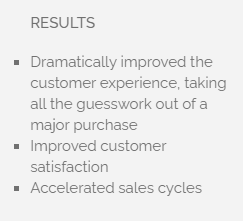 RESULTS
▪ Dramatically improved the
customer experience, taking
all the guesswork out of a
major purchase
▪ Improved customer
satisfaction
▪ Accelerated sales cycles